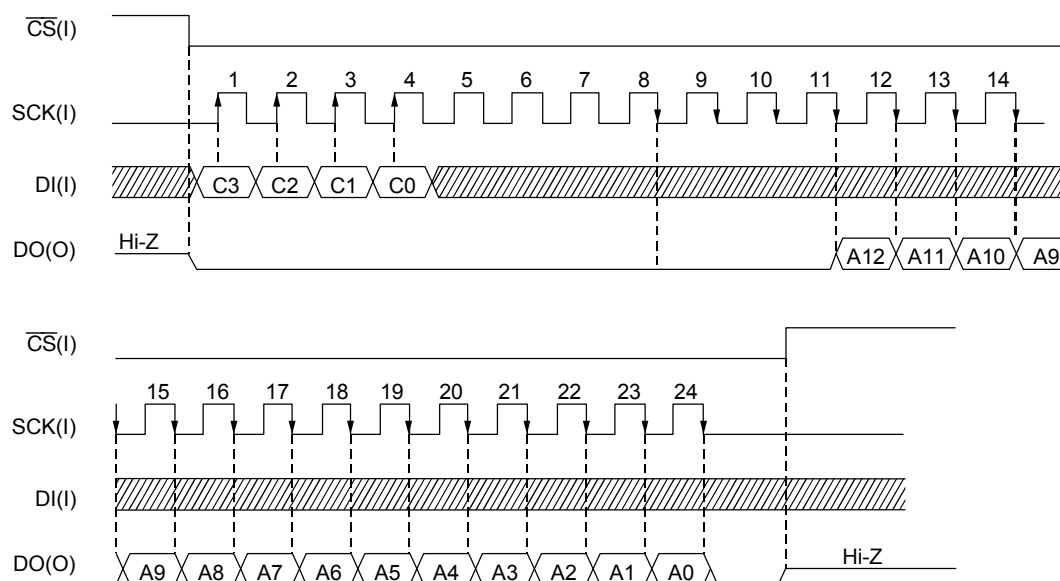 C̅S̅(I)
1 2 3 4 5 6 7 8 9 10 11 12 13 14
SCK(I)
DI(I) C3 C2 C1 C0
DO(O) Hi-Z A12 A11 A10 A9
C̅S̅(I)
15 16 17 18 19 20 21 22 23 24
SCK(I)
DI(I)
DO(O) A9 A8 A7 A6 A5 A4 A3 A2 A1 A0 Hi-Z